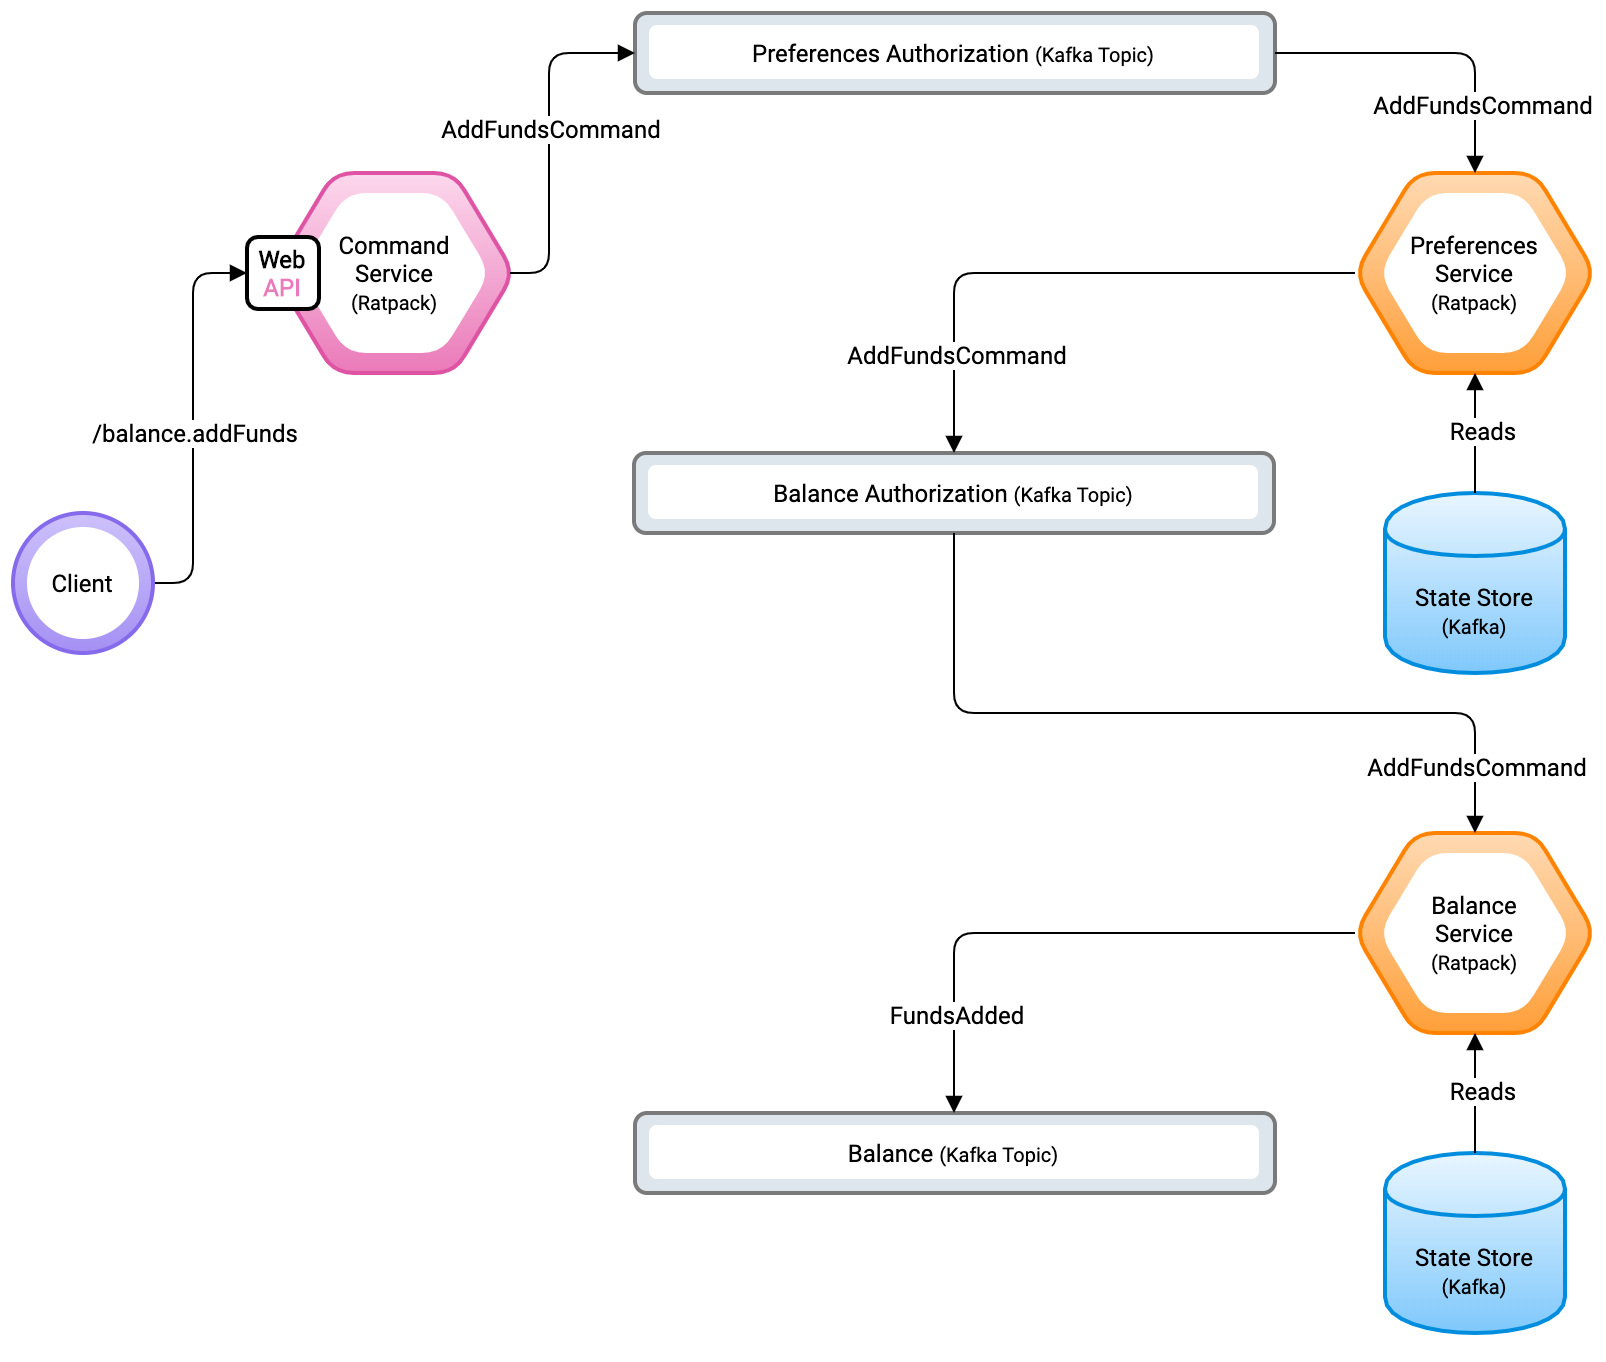 Preferences Authorization (Kafka Topic)
AddFundsCommand
AddFundsCommand
Web
API
Command
Service
(Ratpack)
Preferences
Service
(Ratpack)
AddFundsCommand
/balance.addFunds
Reads
Balance Authorization (Kafka Topic)
Client
State Store
(Kafka)
AddFundsCommand
Balance
Service
(Ratpack)
FundsAdded
Reads
Balance (Kafka Topic)
State Store
(Kafka)